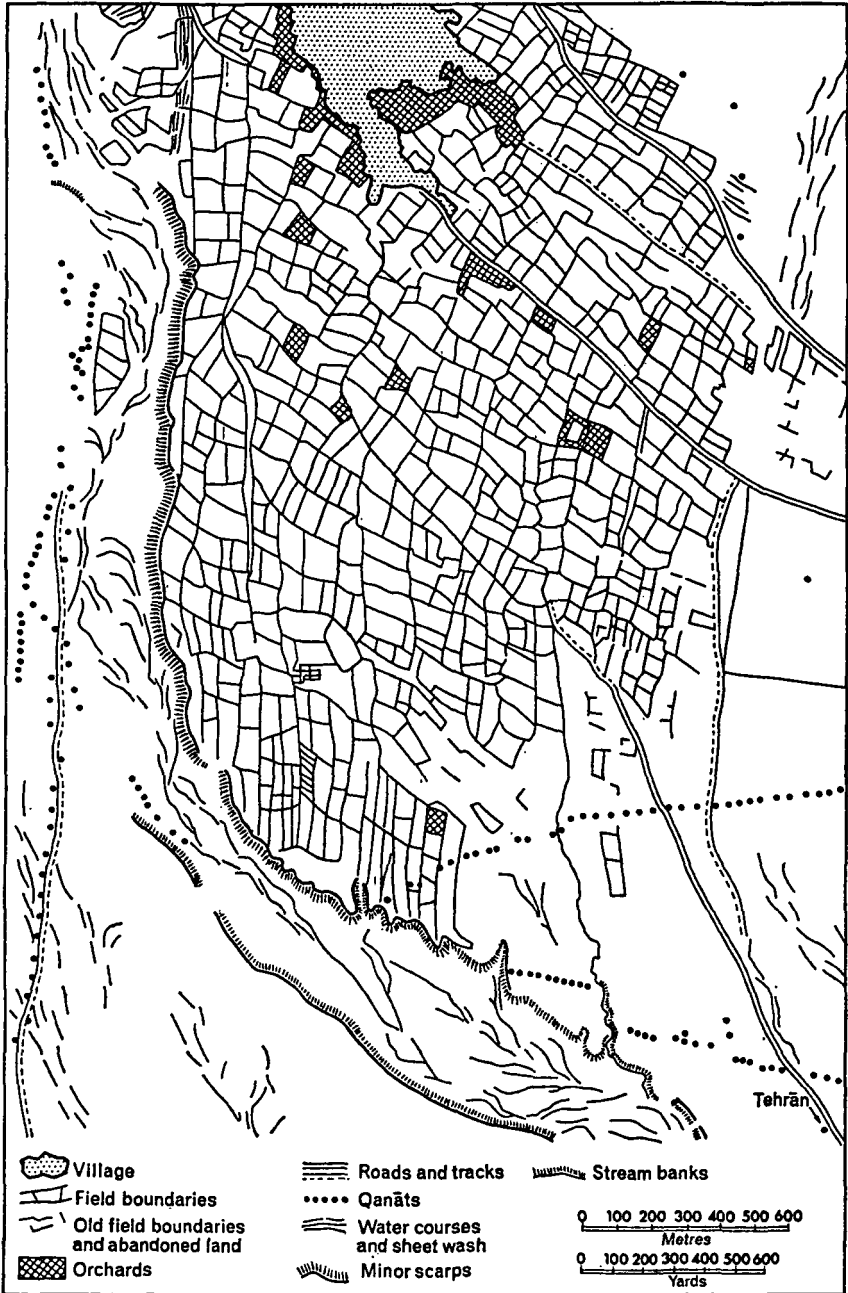 Tehrān
Village
Field boundaries
Old field boundaries
and abandoned land
Orchards
Roads and tracks
Qanāts
Water courses
and sheet wash
Minor scarps
Stream banks
0 100 200 300 400 500 600
Metres
0 100 200 300 400 500 600
Yards